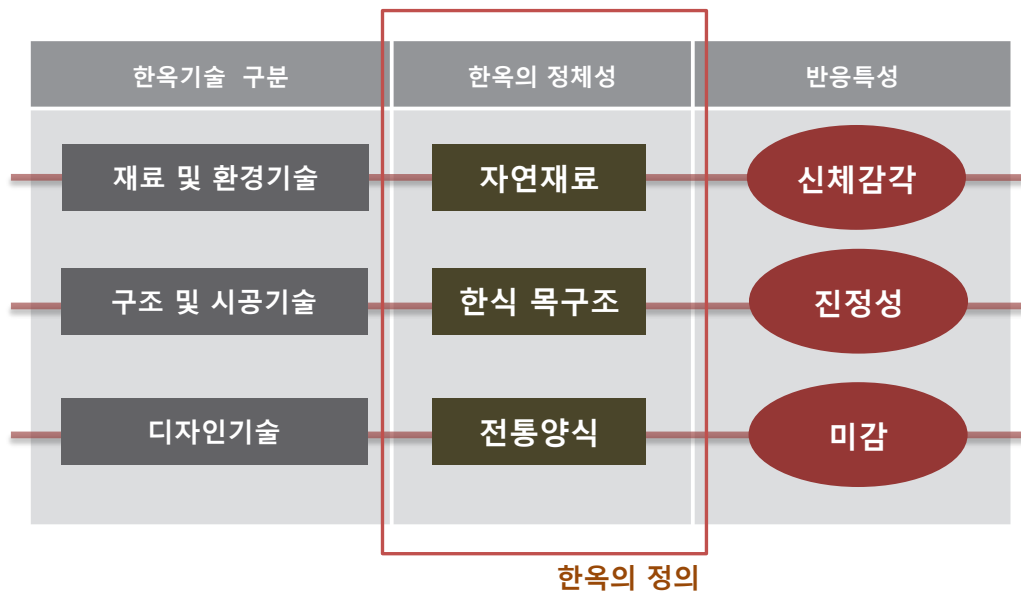 한옥기술 구분
한옥의 정체성
반응특성
재료 및 환경기술
자연재료
신체감각
구조 및 시공기술
한식 목구조
진정성
디자인기술
전통양식
미감
한옥의 정의